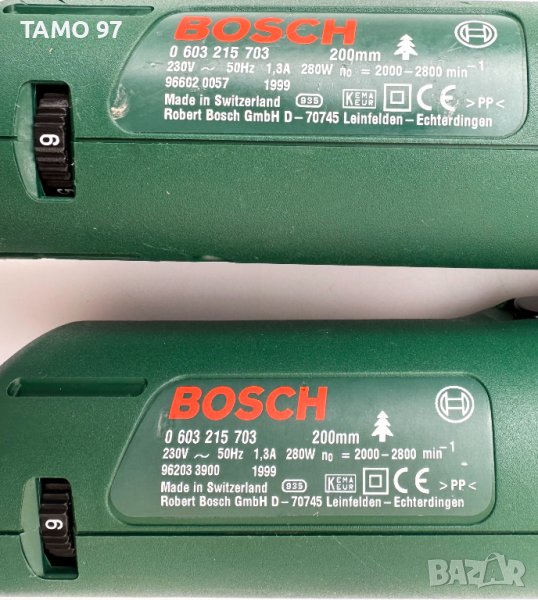 TAMO 97
BOSCH
0 603 215 703 200mm
230V ~ 50Hz 1,3A 280W n₀ = 2000-2800 min⁻¹
96602 0057 1999
Made in Switzerland 935 KEMA KEUR CE >PP<
Robert Bosch GmbH D-70745 Leinfelden-Echterdingen
6
BOSCH
0 603 215 703 200mm
230V ~ 50Hz 1,3A 280W n₀ = 2000-2800 min⁻¹
96203 3900 1999
Made in Switzerland 935 KEMA KEUR CE >PP<
Robert Bosch GmbH D-70745 Leinfelden-Echterdingen
6
BAZAR